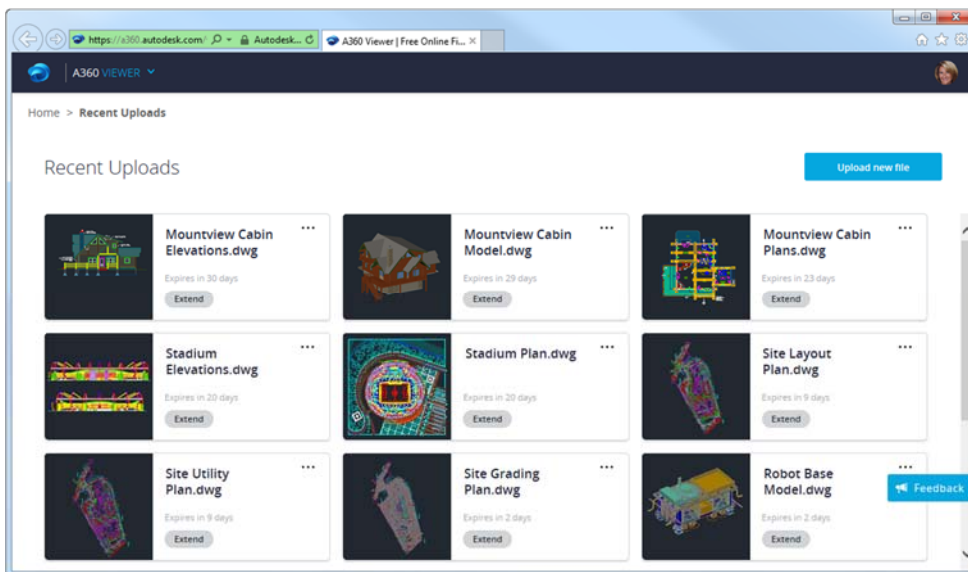 https://a360.autodesk.com/
Autodesk...
A360 Viewer | Free Online Fi...
A360 VIEWER
Home > Recent Uploads
Recent Uploads
Upload new file
Mountview Cabin
Elevations.dwg
Expires in 30 days
Extend
Mountview Cabin
Model.dwg
Expires in 29 days
Extend
Mountview Cabin
Plans.dwg
Expires in 23 days
Extend
Stadium
Elevations.dwg
Expires in 20 days
Extend
Stadium Plan.dwg
Expires in 20 days
Extend
Site Layout
Plan.dwg
Expires in 9 days
Extend
Site Utility
Plan.dwg
Expires in 9 days
Extend
Site Grading
Plan.dwg
Expires in 2 days
Extend
Robot Base
Model.dwg
Expires in 2 days
Extend
Feedback